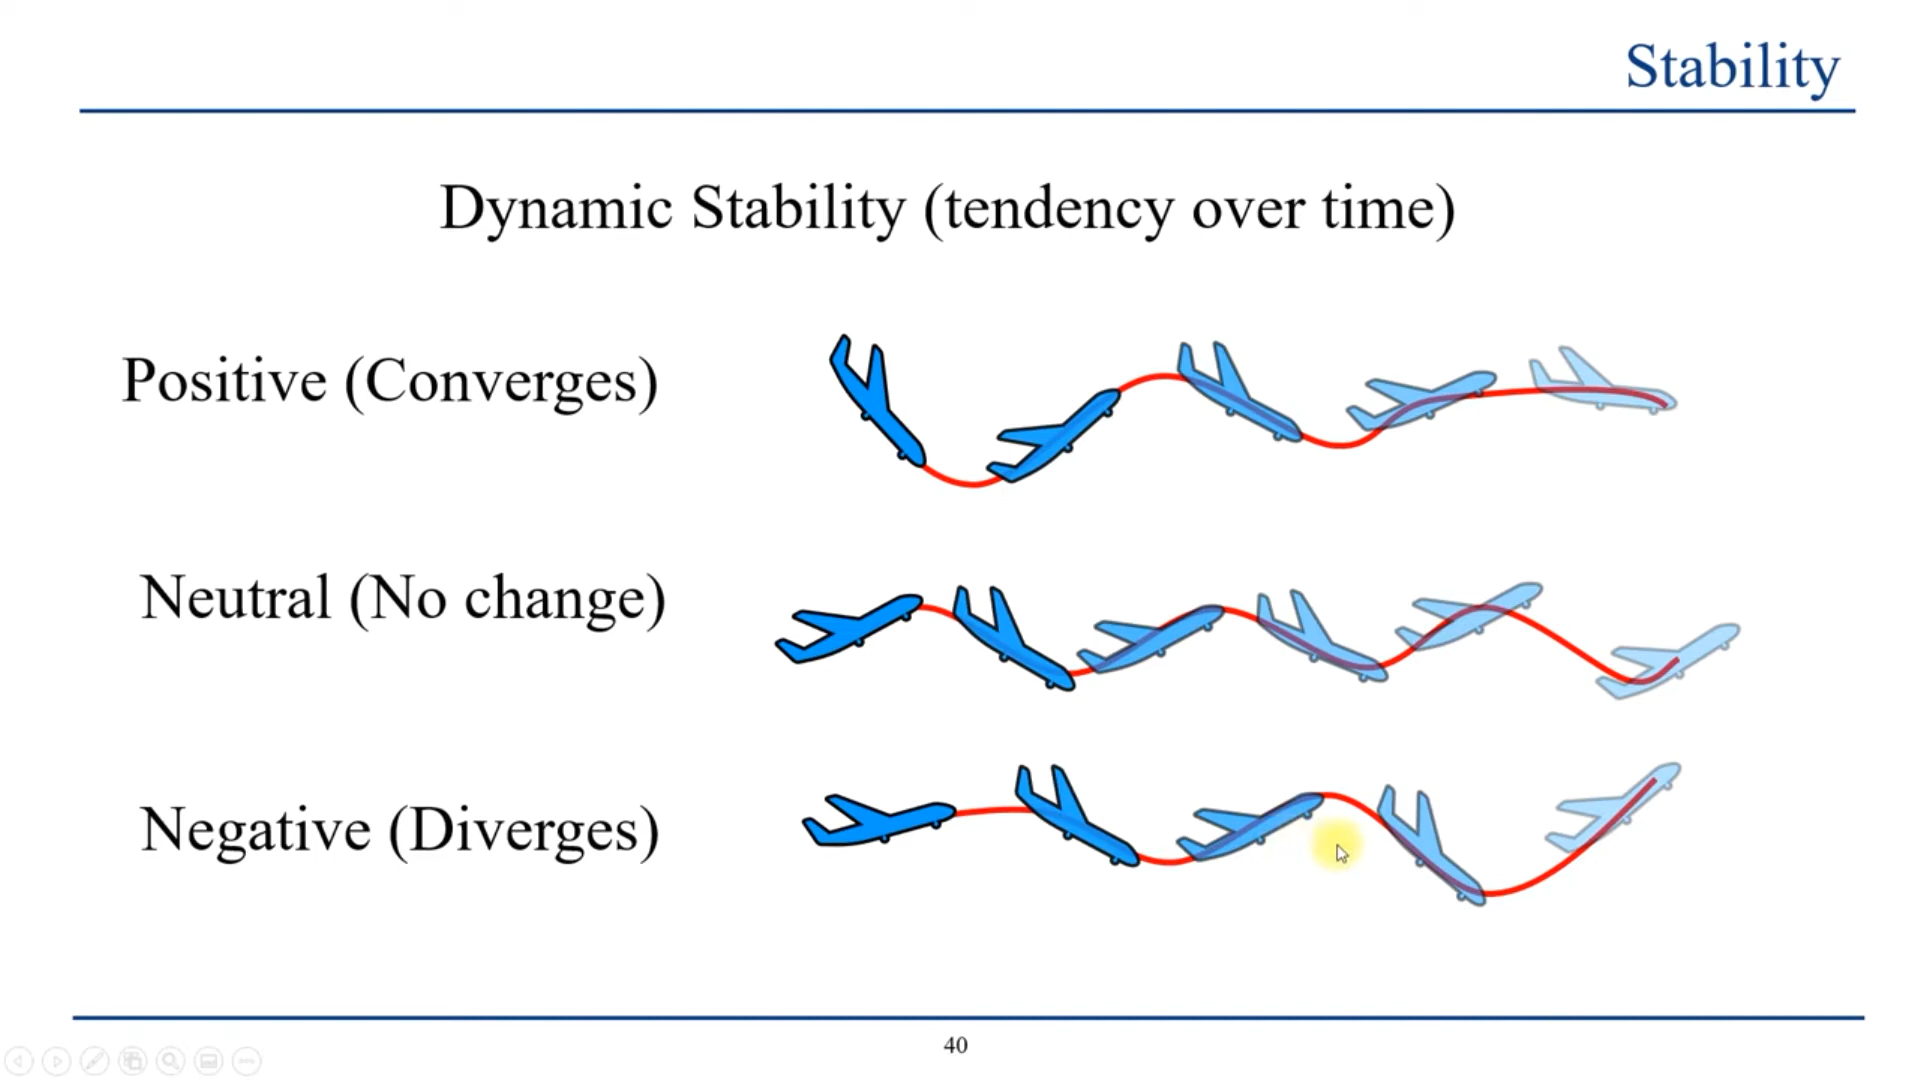 Stability
Dynamic Stability (tendency over time)
Positive (Converges)
Neutral (No change)
Negative (Diverges)
40